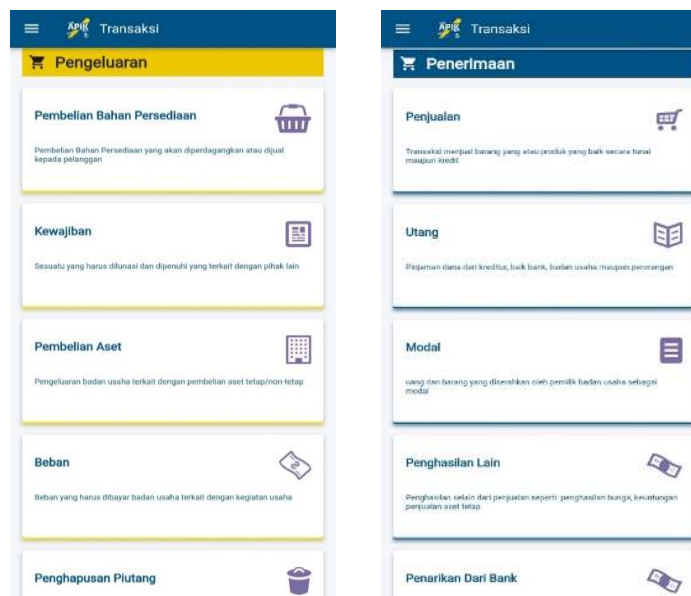 APIK Transaksi
Pengeluaran
Pembelian Bahan Persediaan
Pembelian Bahan Persediaan yang akan diperdagangkan atau dijual
kepada pelanggan
Kewajiban
Sesuatu yang harus dilunasi dan dipenuhi yang terkait dengan pihak lain
Pembelian Aset
Pengeluaran badan usaha terkait dengan pembelian aset tetap/non-tetap
Beban
Beban yang harus dibayar badan usaha terkait dengan kegiatan usaha
Penghapusan Piutang
APIK Transaksi
Penerimaan
Penjualan
Transaksi menjual barang yang atau produk yang baik secara tunai
maupun kredit
Utang
Pinjaman dana dari kreditur, baik bank, badan usaha maupun perorangan
Modal
uang dan barang yang diserahkan oleh pemilik badan usaha sebagai
modal
Penghasilan Lain
Penghasilan selain dari penjualan seperti: penghasilan bunga, keuntungan
penjualan aset tetap
Penarikan Dari Bank